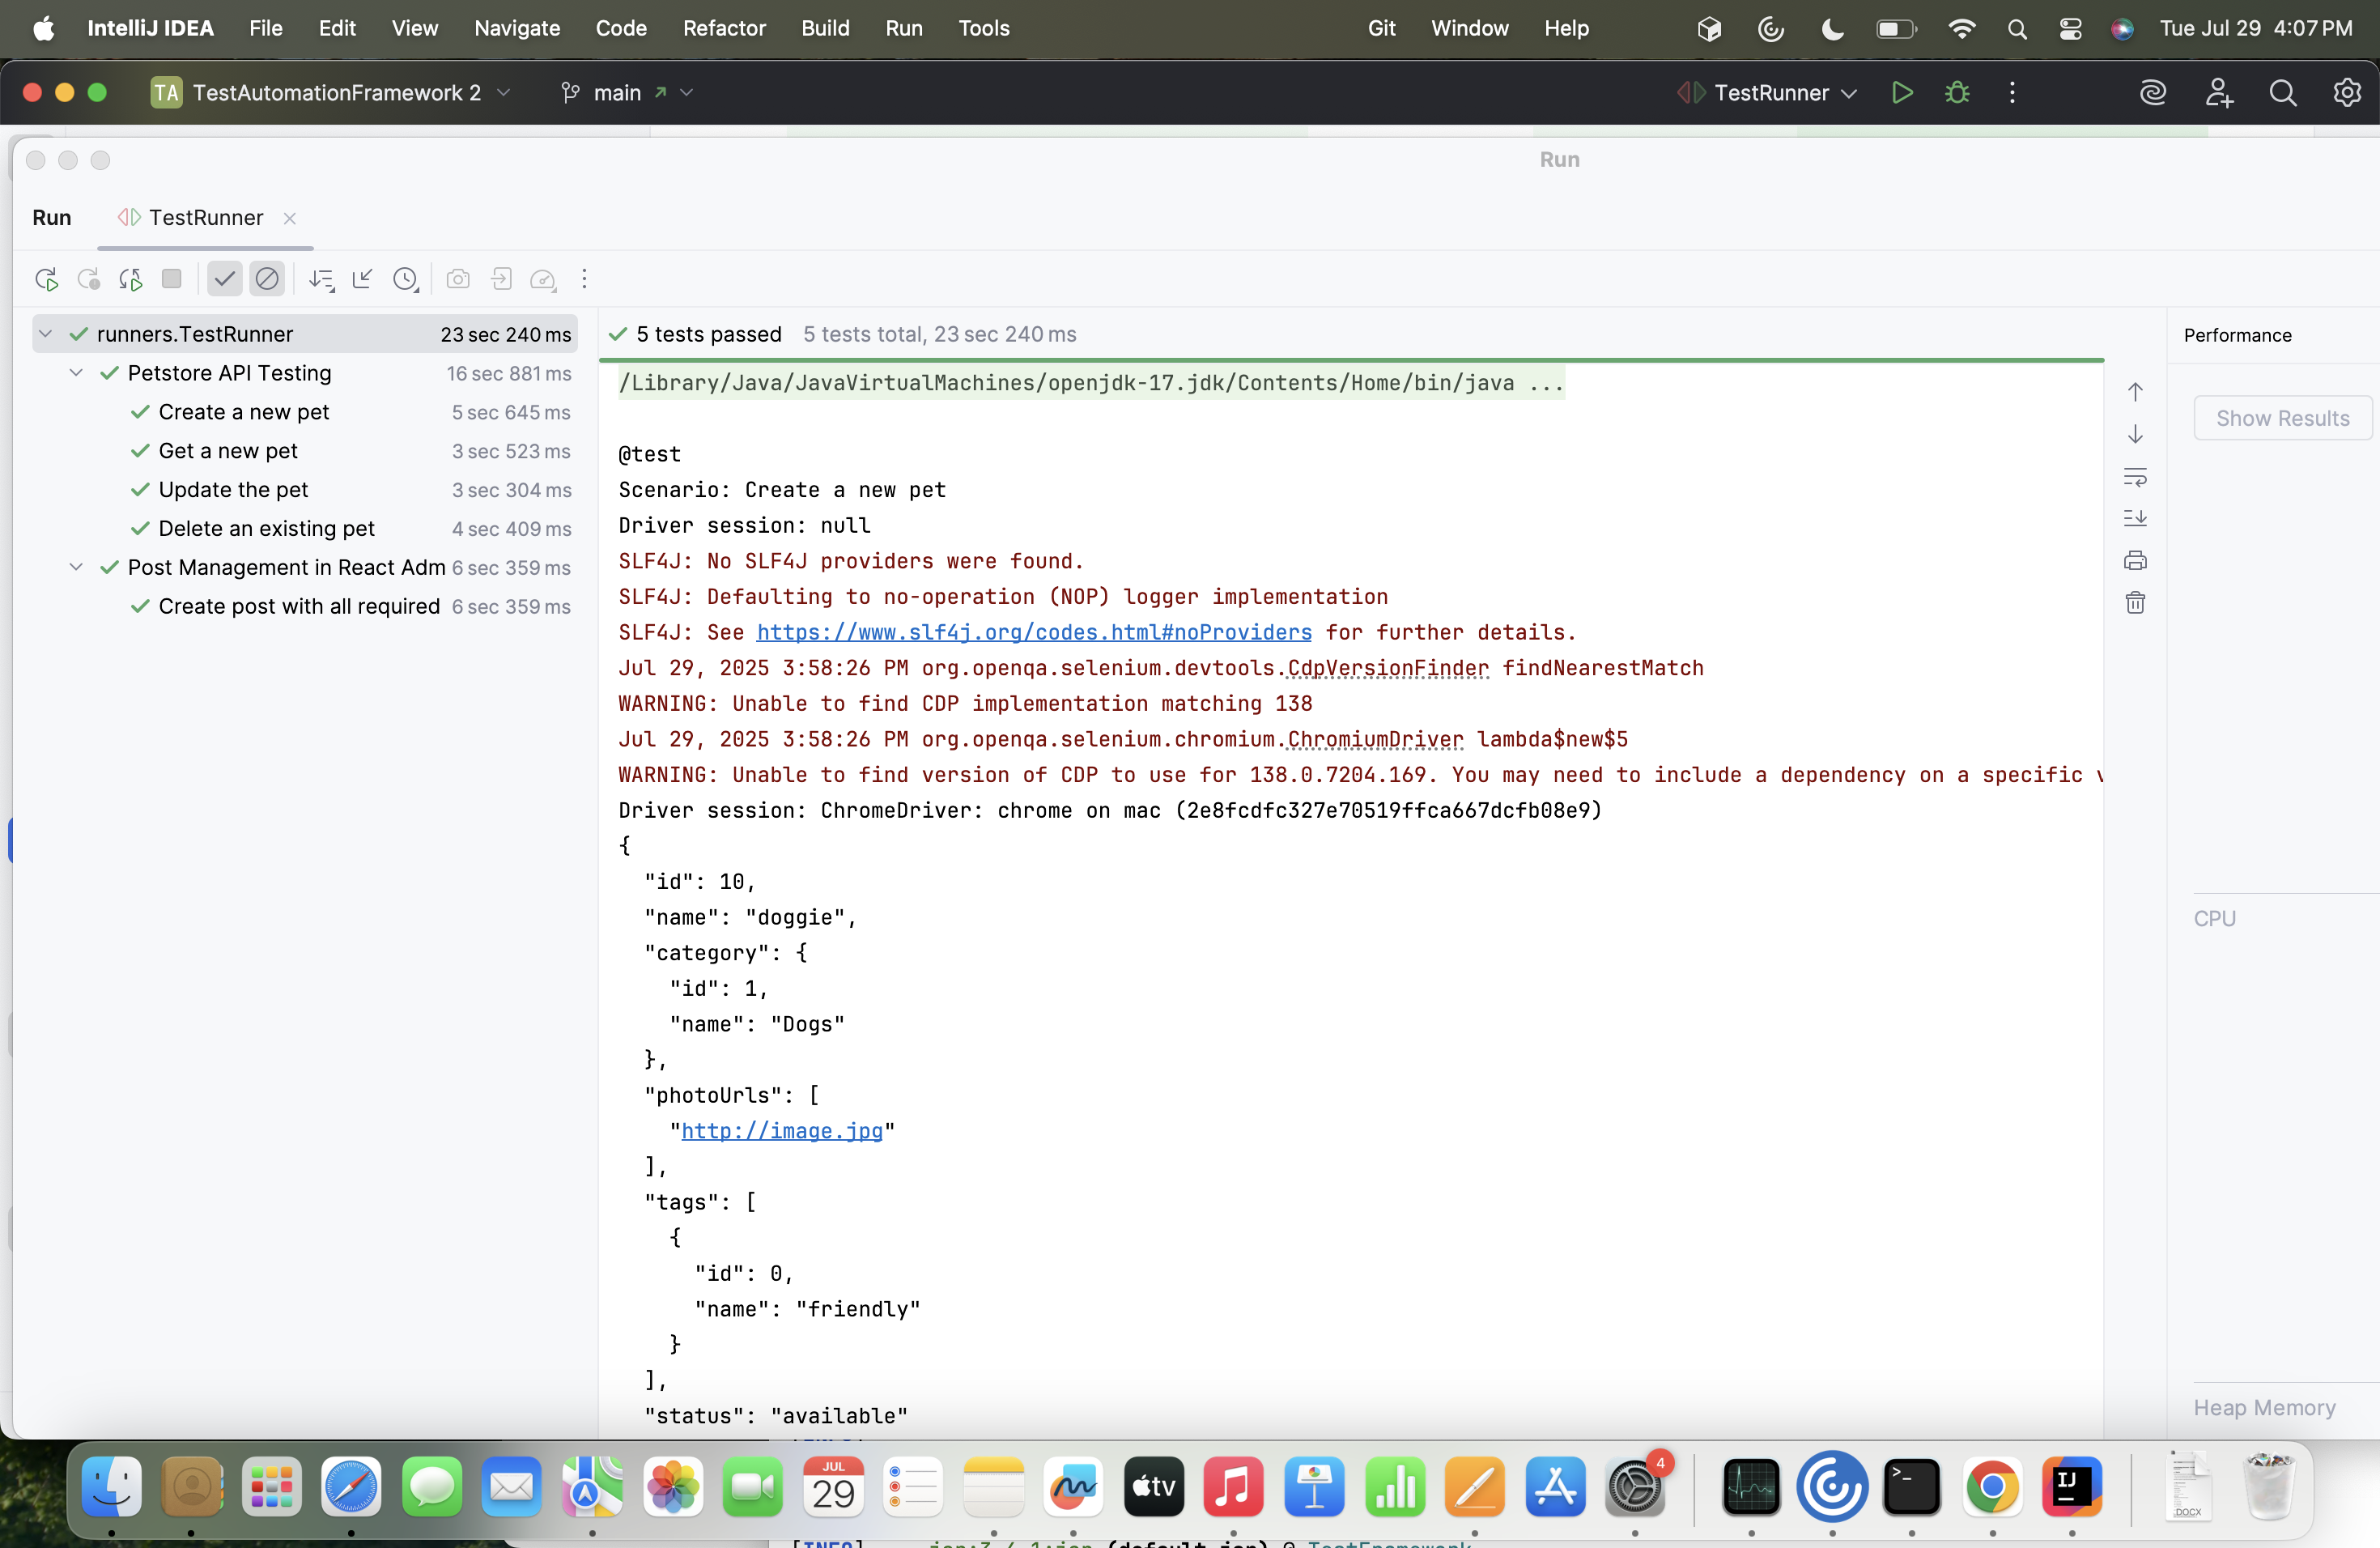 IntelliJ IDEA File Edit View Navigate Code Refactor Build Run Tools Git Window Help Tue Jul 29 4:07 PM
TA TestAutomationFramework 2 main TestRunner
Run
Run TestRunner
runners.TestRunner 23 sec 240 ms
Petstore API Testing 16 sec 881 ms
Create a new pet 5 sec 645 ms
Get a new pet 3 sec 523 ms
Update the pet 3 sec 304 ms
Delete an existing pet 4 sec 409 ms
Post Management in React Adm 6 sec 359 ms
Create post with all required 6 sec 359 ms
5 tests passed 5 tests total, 23 sec 240 ms
/Library/Java/JavaVirtualMachines/openjdk-17.jdk/Contents/Home/bin/java ...
@test
Scenario: Create a new pet
Driver session: null
SLF4J: No SLF4J providers were found.
SLF4J: Defaulting to no-operation (NOP) logger implementation
SLF4J: See https://www.slf4j.org/codes.html#noProviders for further details.
Jul 29, 2025 3:58:26 PM org.openqa.selenium.devtools.CdpVersionFinder findNearestMatch
WARNING: Unable to find CDP implementation matching 138
Jul 29, 2025 3:58:26 PM org.openqa.selenium.chromium.ChromiumDriver lambda$new$5
WARNING: Unable to find version of CDP to use for 138.0.7204.169. You may need to include a dependency on a specific v
Driver session: ChromeDriver: chrome on mac (2e8fcdfc327e70519ffca667dcfb08e9)
{
"id": 10,
"name": "doggie",
"category": {
"id": 1,
"name": "Dogs"
},
"photoUrls": [
"http://image.jpg"
],
"tags": [
{
"id": 0,
"name": "friendly"
}
],
"status": "available"
Performance
Show Results
CPU
Heap Memory
JUL
29
tv
4
>_
IJ
.DOCX